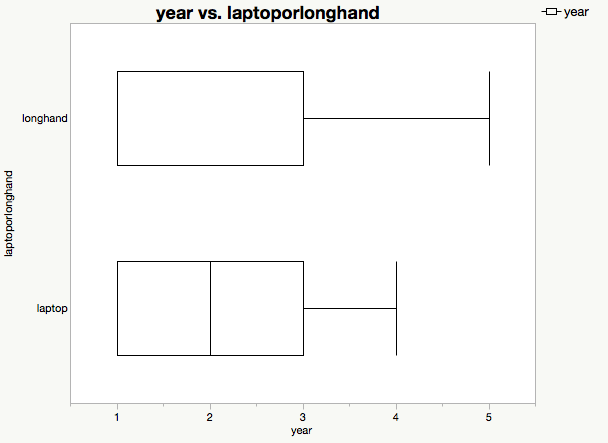 year vs. laptoporlonghand
year
longhand
laptoporlonghand
laptop
1 2 3 4 5
year